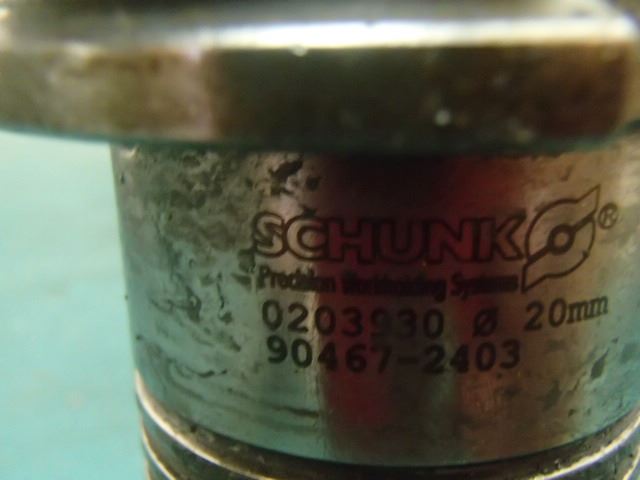 SCHUNK ®
Precision Workholding Systems
0203930 Ø 20mm
90467-2403